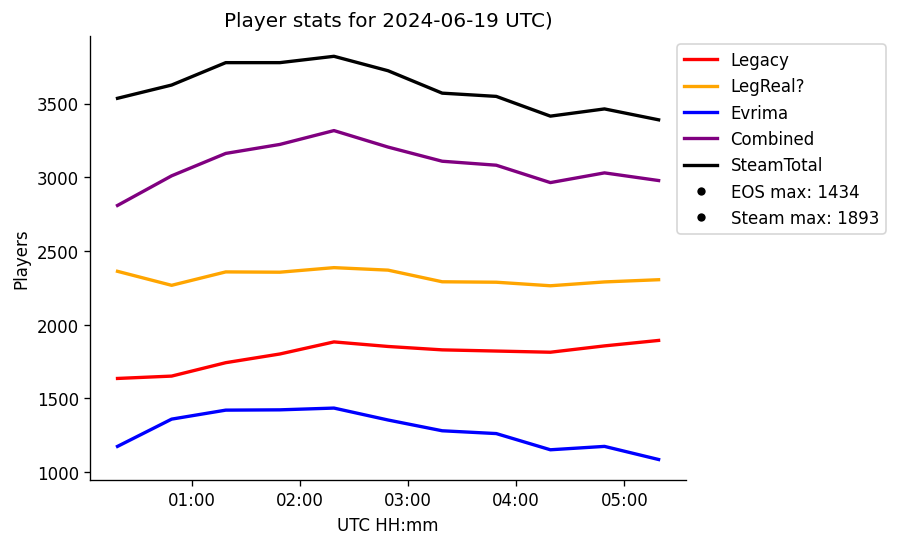 Player stats for 2024-06-19 UTC)
Legacy
LegReal?
Evrima
Combined
SteamTotal
EOS max: 1434
Steam max: 1893
Players
3500
3000
2500
2000
1500
1000
01:00
02:00
03:00
04:00
05:00
UTC HH:mm